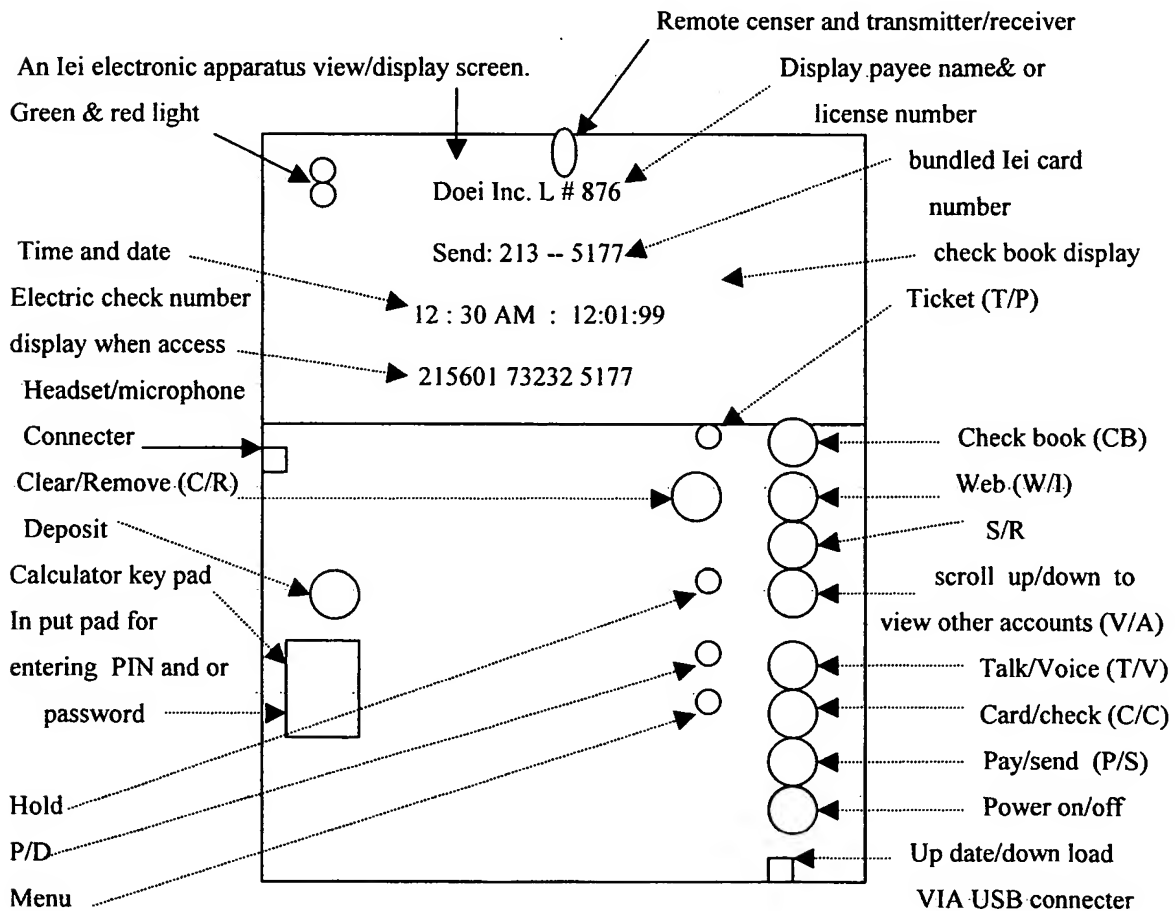 Remote censer and transmitter/receiver
An Iei electronic apparatus view/display screen.
Display payee name& or
license number
Green & red light
bundled Iei card
number
Doei Inc. L # 876
Send: 213 -- 5177
Time and date
check book display
Electric check number
display when access
12 : 30 AM : 12:01:99
Ticket (T/P)
215601 73232 5177
Headset/microphone
Connecter
Check book (CB)
Clear/Remove (C/R)
Web (W/I)
Deposit
S/R
Calculator key pad
scroll up/down to
view other accounts (V/A)
In put pad for
entering PIN and or
password
Talk/Voice (T/V)
Card/check (C/C)
Pay/send (P/S)
Hold
Power on/off
P/D
Up date/down load
VIA USB connecter
Menu